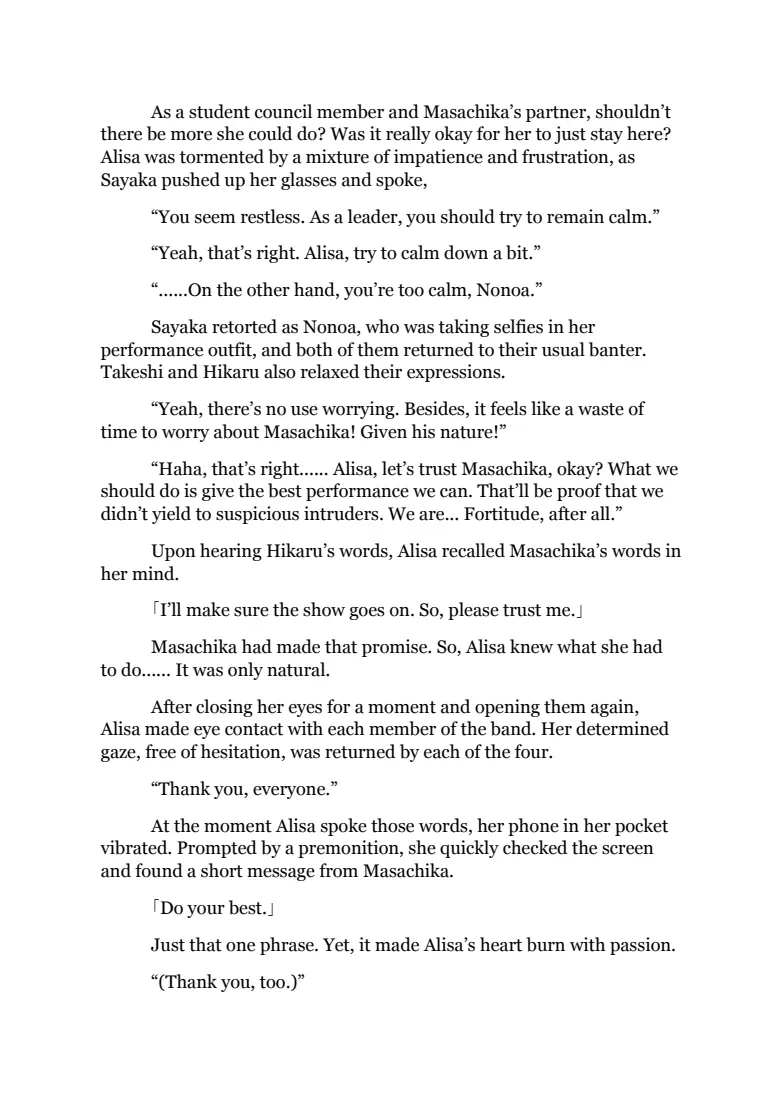 As a student council member and Masachika’s partner, shouldn’t
there be more she could do? Was it really okay for her to just stay here?
Alisa was tormented by a mixture of impatience and frustration, as
Sayaka pushed up her glasses and spoke,
“You seem restless. As a leader, you should try to remain calm.”
“Yeah, that’s right. Alisa, try to calm down a bit.”
“......On the other hand, you’re too calm, Nonoa.”
Sayaka retorted as Nonoa, who was taking selfies in her
performance outfit, and both of them returned to their usual banter.
Takeshi and Hikaru also relaxed their expressions.
“Yeah, there’s no use worrying. Besides, it feels like a waste of
time to worry about Masachika! Given his nature!”
“Haha, that’s right...... Alisa, let’s trust Masachika, okay? What we
should do is give the best performance we can. That’ll be proof that we
didn’t yield to suspicious intruders. We are... Fortitude, after all.”
Upon hearing Hikaru’s words, Alisa recalled Masachika’s words in
her mind.
「I’ll make sure the show goes on. So, please trust me.」
Masachika had made that promise. So, Alisa knew what she had
to do...... It was only natural.
After closing her eyes for a moment and opening them again,
Alisa made eye contact with each member of the band. Her determined
gaze, free of hesitation, was returned by each of the four.
“Thank you, everyone.”
At the moment Alisa spoke those words, her phone in her pocket
vibrated. Prompted by a premonition, she quickly checked the screen
and found a short message from Masachika.
「Do your best.」
Just that one phrase. Yet, it made Alisa’s heart burn with passion.
“(Thank you, too.)”